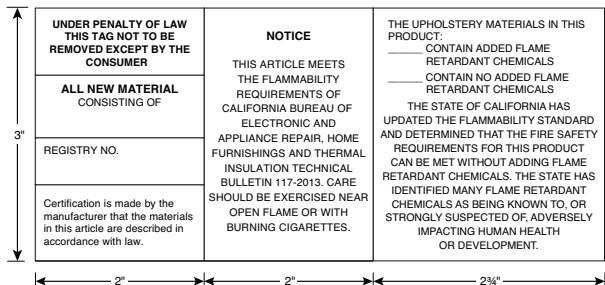 UNDER PENALTY OF LAW
THIS TAG NOT TO BE
REMOVED EXCEPT BY THE
CONSUMER
ALL NEW MATERIAL
CONSISTING OF
REGISTRY NO.
Certification is made by the
manufacturer that the materials
in this article are described in
accordance with law.
NOTICE
THIS ARTICLE MEETS
THE FLAMMABILITY
REQUIREMENTS OF
CALIFORNIA BUREAU OF
ELECTRONIC AND
APPLIANCE REPAIR, HOME
FURNISHINGS AND THERMAL
INSULATION TECHNICAL
BULLETIN 117-2013. CARE
SHOULD BE EXERCISED NEAR
OPEN FLAME OR WITH
BURNING CIGARETTES.
THE UPHOLSTERY MATERIALS IN THIS
PRODUCT:
______ CONTAIN ADDED FLAME
RETARDANT CHEMICALS
______ CONTAIN NO ADDED FLAME
RETARDANT CHEMICALS
THE STATE OF CALIFORNIA HAS
UPDATED THE FLAMMABILITY STANDARD
AND DETERMINED THAT THE FIRE SAFETY
REQUIREMENTS FOR THIS PRODUCT
CAN BE MET WITHOUT ADDING FLAME
RETARDANT CHEMICALS. THE STATE HAS
IDENTIFIED MANY FLAME RETARDANT
CHEMICALS AS BEING KNOWN TO, OR
STRONGLY SUSPECTED OF, ADVERSELY
IMPACTING HUMAN HEALTH
OR DEVELOPMENT.
3"
2"
2"
2¾"